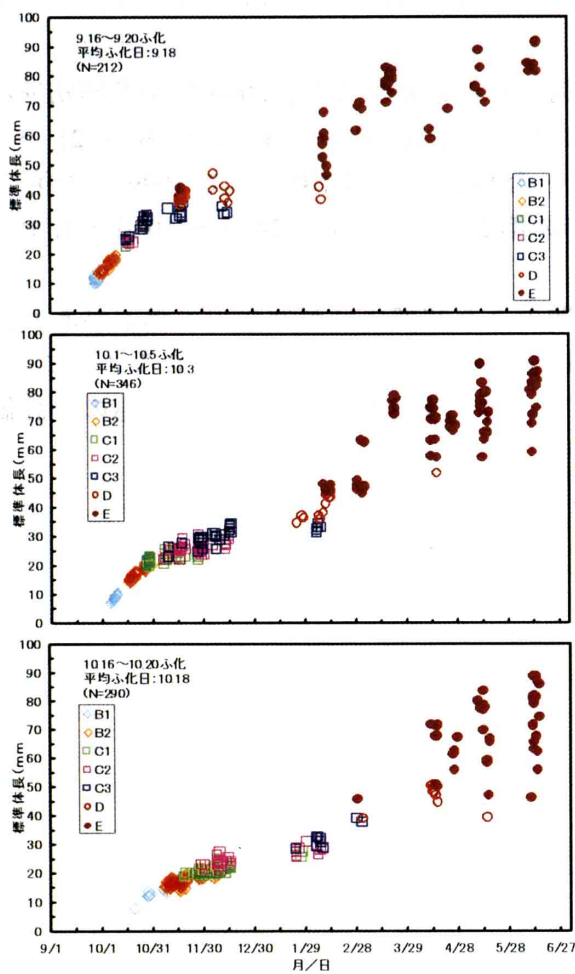 100
90
80
70
60
50
40
30
20
10
0
標準体長(mm
9.16～9.20ふ化
平均ふ化日:9.18
(N=212)
B1
B2
C1
C2
C3
D
E
100
90
80
70
60
50
40
30
20
10
0
標準体長(mm
10.1～10.5ふ化
平均ふ化日:10.3
(N=346)
B1
B2
C1
C2
C3
D
E
100
90
80
70
60
50
40
30
20
10
0
標準体長(mm
10.16～10.20ふ化
平均ふ化日:10.18
(N=290)
B1
B2
C1
C2
C3
D
E
9/1 10/1 10/31 11/30 12/30 1/29 2/28 3/29 4/28 5/28 6/27
月/日